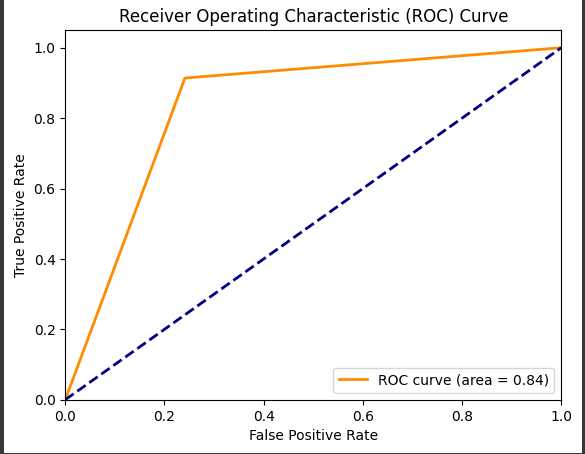 Receiver Operating Characteristic (ROC) Curve
1.0
0.8
0.6
0.4
0.2
0.0
True Positive Rate
ROC curve (area = 0.84)
0.0 0.2 0.4 0.6 0.8 1.0
False Positive Rate